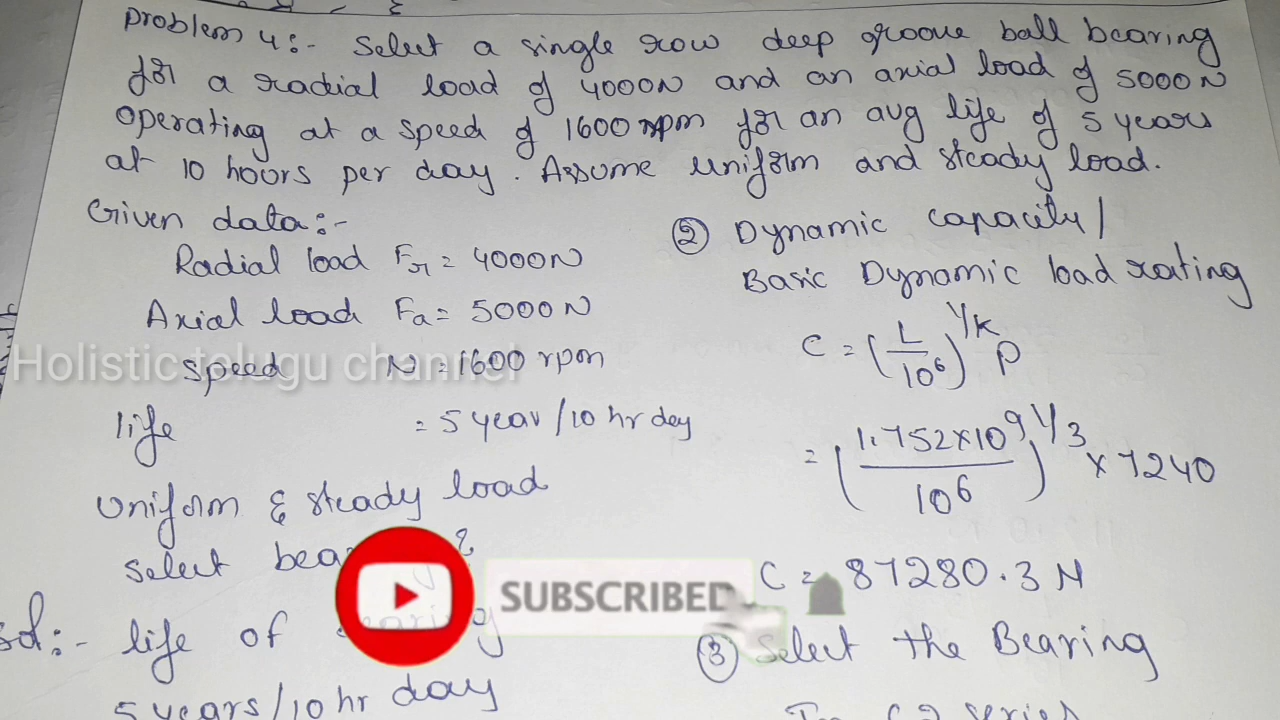 Problem 4:- Select a single row deep groove ball bearing
for a radial load of 4000N and an axial load of 5000N
operating at a speed of 1600 rpm for an avg life of 5 years
at 10 hours per day. Assume uniform and steady load.
Given data:-
Radial load Fr = 4000N
Axial load Fa = 5000N
Speed N = 1600 rpm
life = 5 year/10 hr day
Uniform & steady load
Select
Sol:- life of
5 years/10 hr day
② Dynamic capacity/
Basic Dynamic load rating
C = (L/10⁶)^1/k P
= (1.752×10⁹/10⁶)^1/3 × 7240
C = 87280.3 N
③ Select the Bearing
Holistic telugu channel
SUBSCRIBED